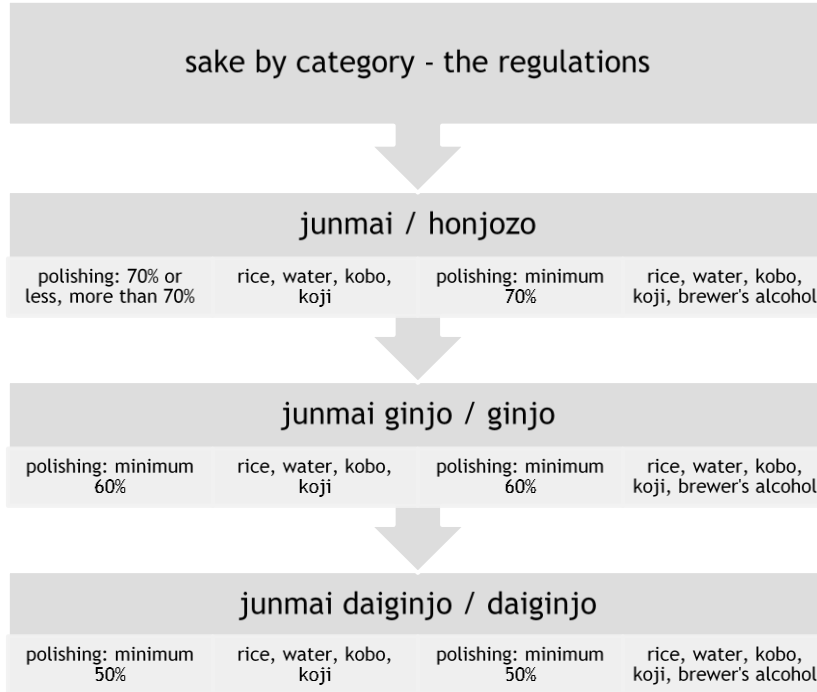 sake by category - the regulations
junmai / honjozo
polishing: 70% or
less, more than 70%
rice, water, kobo,
koji
polishing: minimum
70%
rice, water, kobo,
koji, brewer's alcohol
junmai ginjo / ginjo
polishing: minimum
60%
rice, water, kobo,
koji
polishing: minimum
60%
rice, water, kobo,
koji, brewer's alcohol
junmai daiginjo / daiginjo
polishing: minimum
50%
rice, water, kobo,
koji
polishing: minimum
50%
rice, water, kobo,
koji, brewer's alcohol